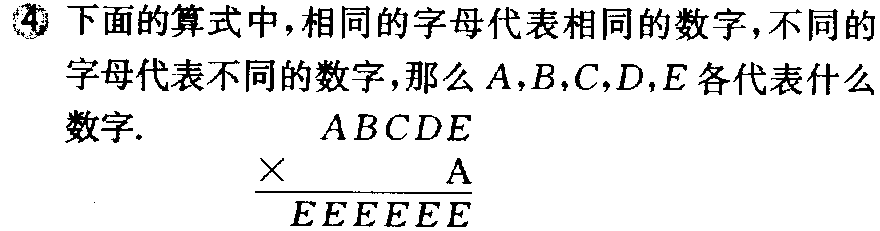 ④ 下面的算式中,相同的字母代表相同的数字,不同的
字母代表不同的数字,那么 A,B,C,D,E 各代表什么
数字.
ABCDE
× A
EEEEEE